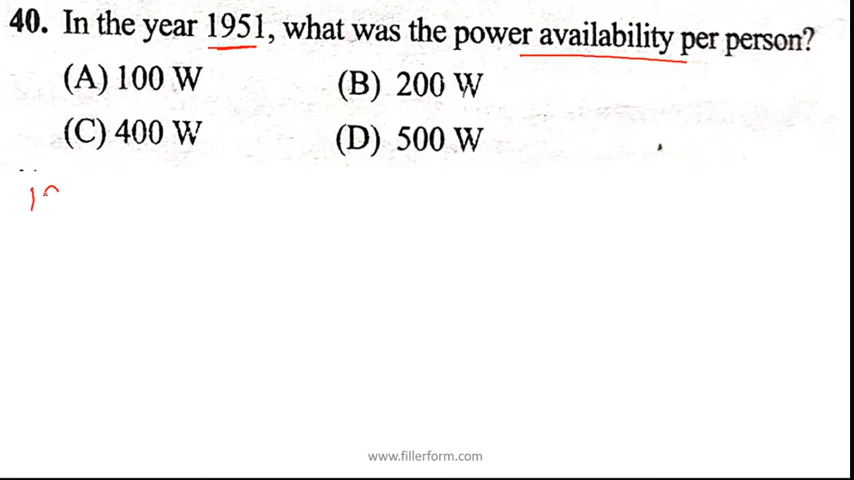 40. In the year 1951, what was the power availability per person?
(A) 100 W (B) 200 W
(C) 400 W (D) 500 W
www.fillerform.com